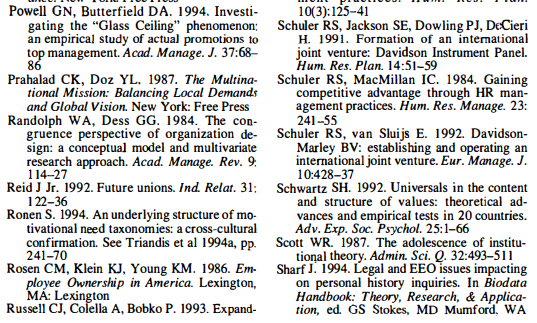 Powell GN, Butterfield DA. 1994. Investi-
gating the "Glass Ceiling" phenomenon:
an empirical study of actual promotions to
top management. Acad. Manage. J. 37:68–
86
Prahalad CK, Doz YL. 1987. The Multina-
tional Mission: Balancing Local Demands
and Global Vision. New York: Free Press
Randolph WA, Dess GG. 1984. The con-
gruence perspective of organization de-
sign: a conceptual model and multivariate
research approach. Acad. Manage. Rev. 9:
114–27
Reid J Jr. 1992. Future unions. Ind. Relat. 31:
122–36
Ronen S. 1994. An underlying structure of mo-
tivational need taxonomies: a cross-cultural
confirmation. See Triandis et al 1994a, pp.
241–70
Rosen CM, Klein KJ, Young KM. 1986. Em-
ployee Ownership in America. Lexington,
MA: Lexington
Russell CJ, Colella A, Bobko P. 1993. Expand-
10(3):125–41
Schuler RS, Jackson SE, Dowling PJ, DeCieri
H. 1991. Formation of an international
joint venture: Davidson Instrument Panel.
Hum. Res. Plan. 14:51–59
Schuler RS, MacMillan IC. 1984. Gaining
competitive advantage through HR man-
agement practices. Hum. Res. Manage. 23:
241–55
Schuler RS, van Sluijs E. 1992. Davidson-
Marley BV: establishing and operating an
international joint venture. Eur. Manage. J.
10:428–37
Schwartz SH. 1992. Universals in the content
and structure of values: theoretical ad-
vances and empirical tests in 20 countries.
Adv. Exp. Soc. Psychol. 25:1–66
Scott WR. 1987. The adolescence of institu-
tional theory. Admin. Sci. Q. 32:493–511
Sharf J. 1994. Legal and EEO issues impacting
on personal history inquiries. In Biodata
Handbook: Theory, Research, & Applica-
tion, ed. GS Stokes, MD Mumford, WA